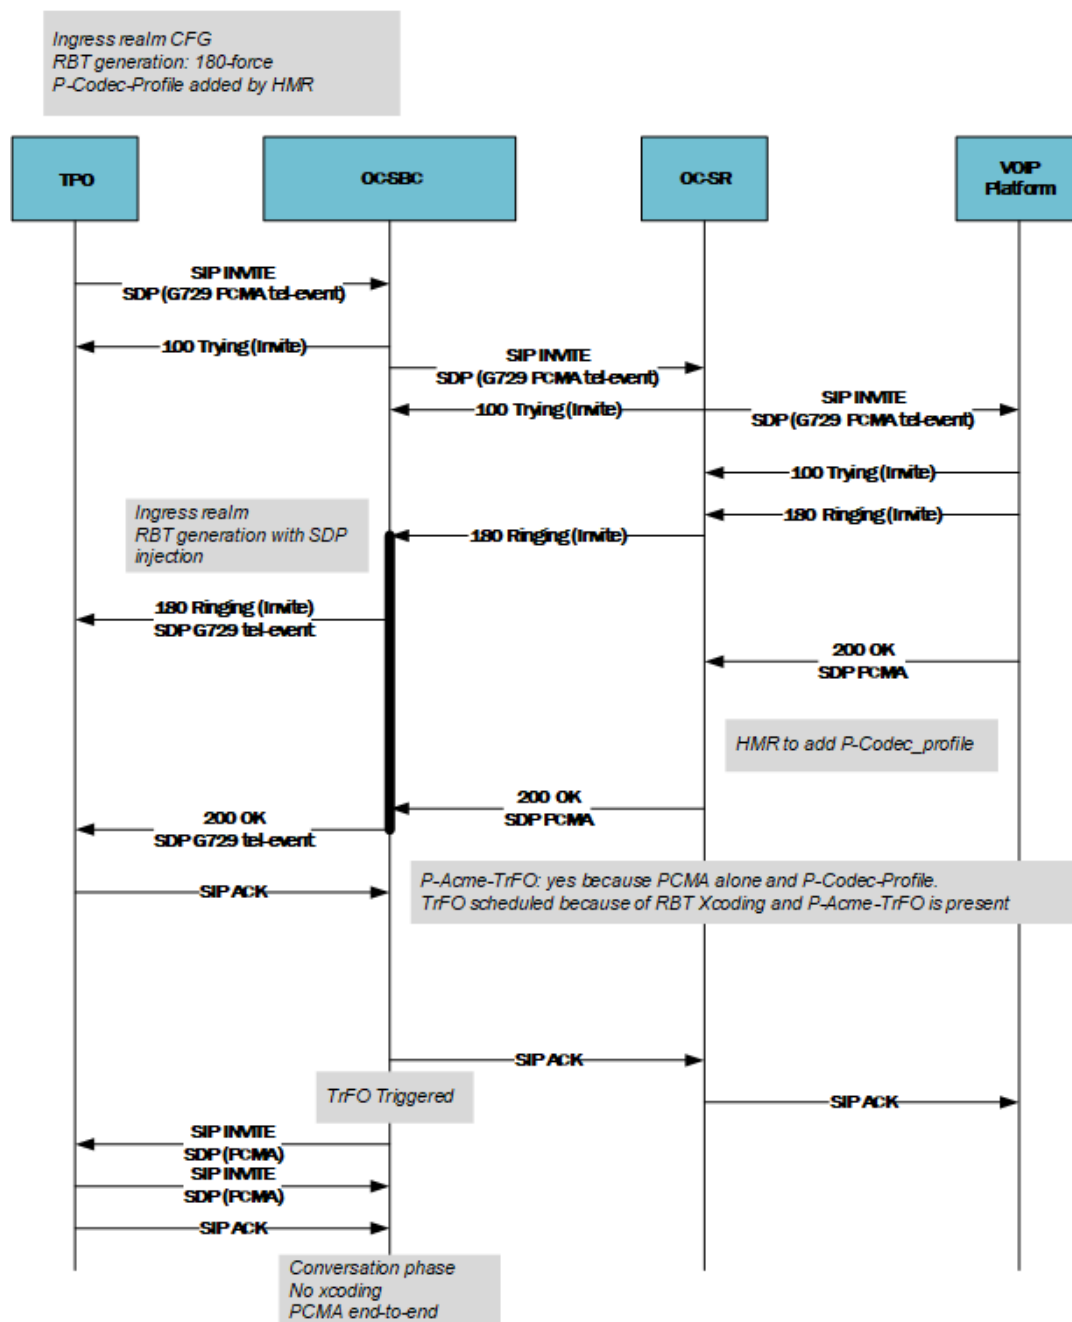 Ingress realm CFG
RBT generation: 180-force
P-Codec-Profile added by HMR
TPO
OC-SBC
OC-SR
VOIP
Platform
SIP INVITE
SDP (G729 PCMA tel-event)
100 Trying (Invite)
SIP INVITE
SDP (G729 PCMA tel-event)
100 Trying (Invite)
SIP INVITE
SDP (G729 PCMA tel-event)
100 Trying (Invite)
180 Ringing (Invite)
Ingress realm
RBT generation with SDP
injection
180 Ringing (Invite)
180 Ringing (Invite)
SDP G729 tel-event
200 OK
SDP PCMA
HMR to add P-Codec_profile
200 OK
SDP PCMA
200 OK
SDP G729 tel-event
SIP ACK
P-Acme-TrFO: yes because PCMA alone and P-Codec-Profile.
TrFO scheduled because of RBT Xcoding and P-Acme-TrFO is present
SIP ACK
TrFO Triggered
SIP ACK
SIP INVITE
SDP (PCMA)
SIP INVITE
SDP (PCMA)
SIP ACK
Conversation phase
No xcoding
PCMA end-to-end